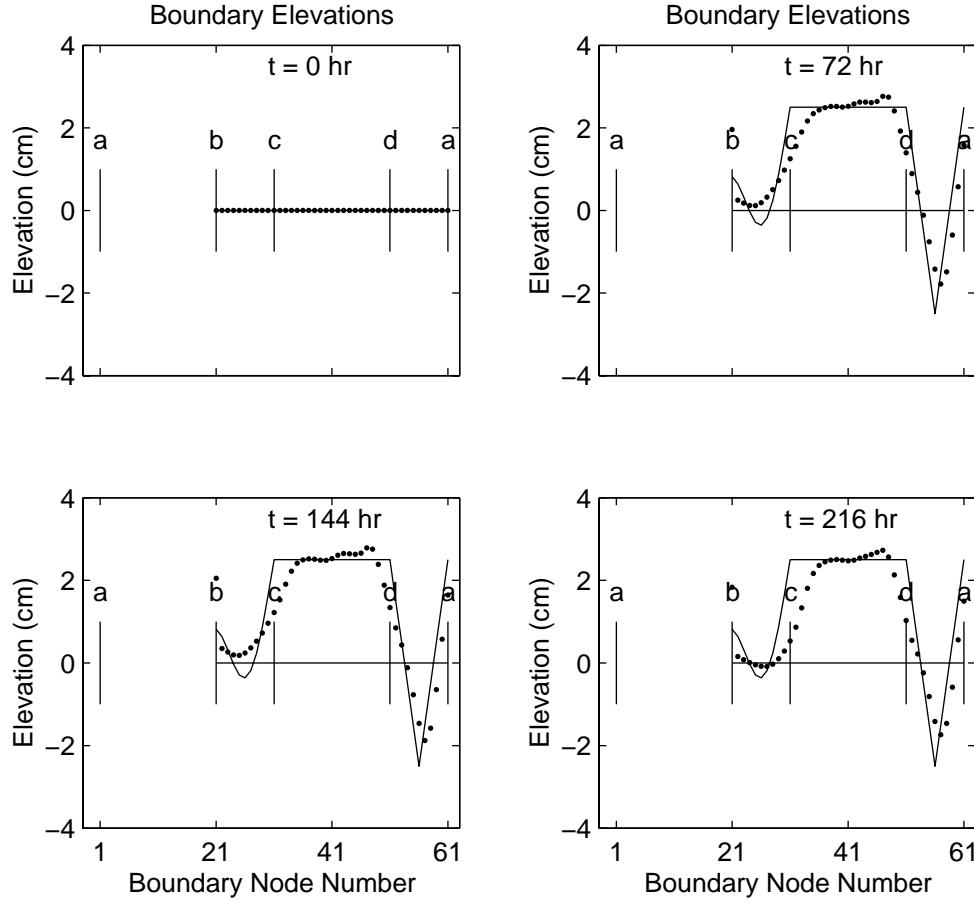 Boundary Elevations
Boundary Elevations
4
2
0
−2
−4
Elevation (cm)
t = 0 hr
a
b
c
d
a
4
2
0
−2
−4
Elevation (cm)
t = 72 hr
a
b
c
d
a
4
2
0
−2
−4
Elevation (cm)
t = 144 hr
a
b
c
d
a
1
21
41
61
Boundary Node Number
4
2
0
−2
−4
Elevation (cm)
t = 216 hr
a
b
c
d
a
1
21
41
61
Boundary Node Number